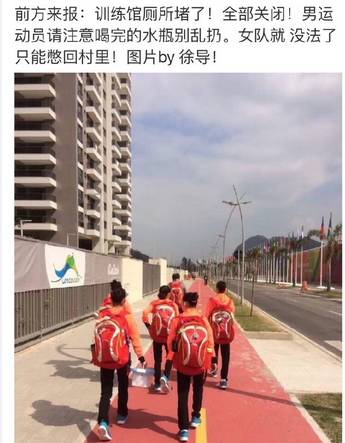 前方来报：训练馆厕所堵了！全部关闭！男运
动员请注意喝完的水瓶别乱扔。女队就 没法了
只能憋回村里！图片by 徐导！